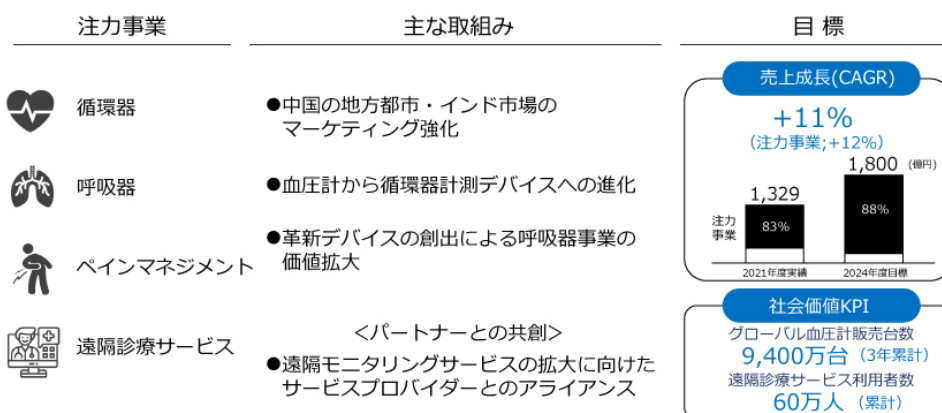 注力事業
主な取組み
目 標
循環器
呼吸器
ペインマネジメント
遠隔診療サービス
●中国の地方都市・インド市場の
マーケティング強化
●血圧計から循環器計測デバイスへの進化
●革新デバイスの創出による呼吸器事業の
価値拡大
<パートナーとの共創>
●遠隔モニタリングサービスの拡大に向けた
サービスプロバイダーとのアライアンス
売上成長(CAGR)
+11%
(注力事業;+12%)
1,800 (億円)
1,329
88%
83%
注力
事業
2021年度実績
2024年度目標
社会価値KPI
グローバル血圧計販売台数
9,400万台 (3年累計)
遠隔診療サービス利用者数
60万人 (累計)